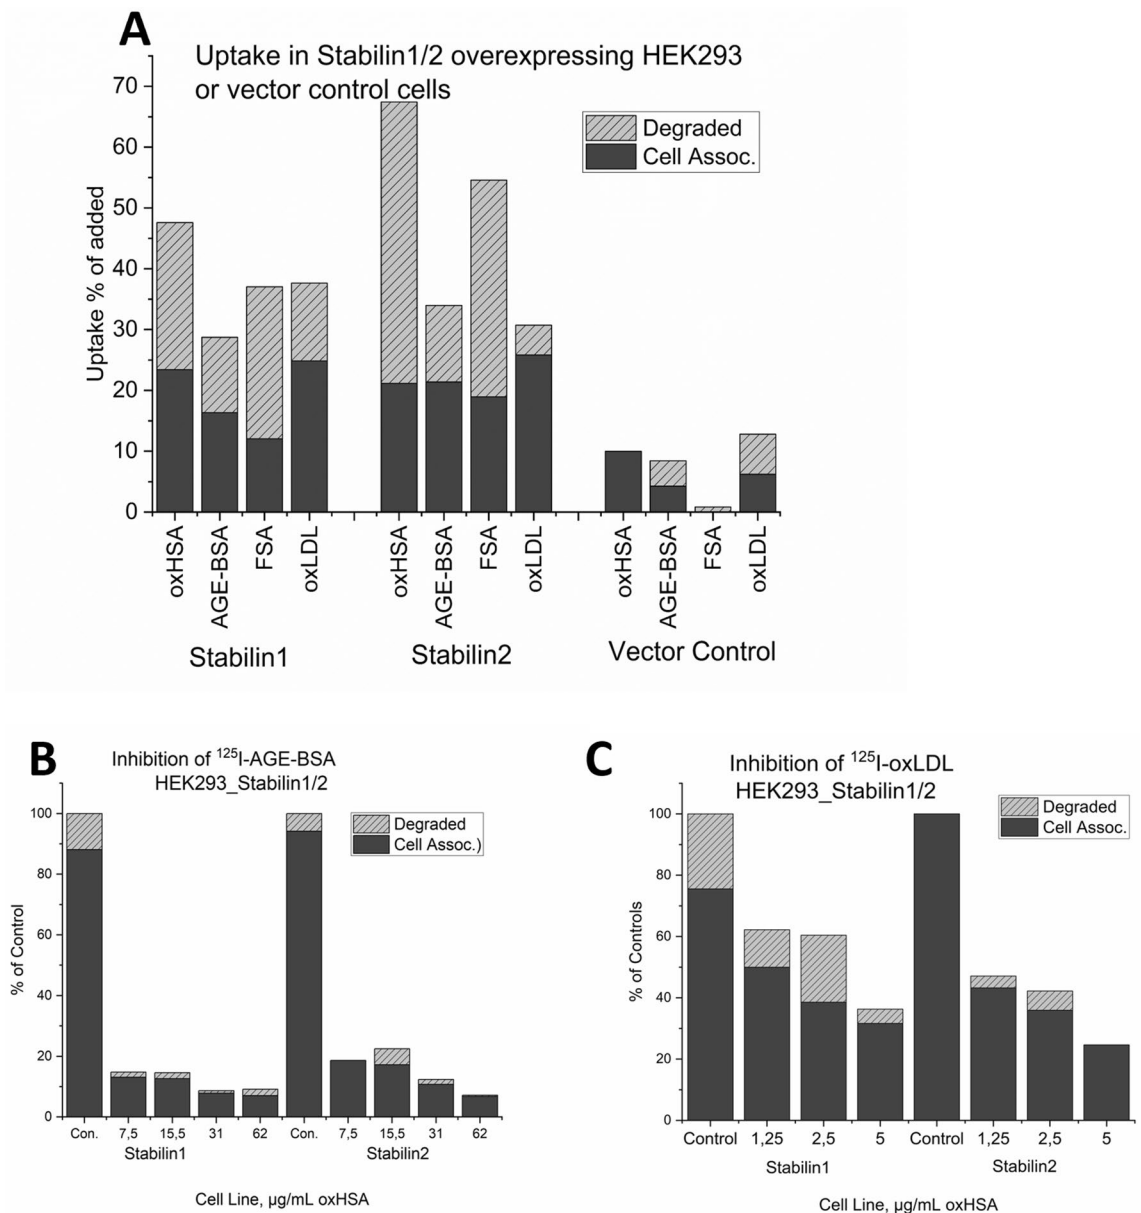 A
Uptake in Stabilin1/2 overexpressing HEK293
or vector control cells
Degraded
Cell Assoc.
Uptake % of added
70
60
50
40
30
20
10
0
oxHSA
AGE-BSA
FSA
oxLDL
oxHSA
AGE-BSA
FSA
oxLDL
oxHSA
AGE-BSA
FSA
oxLDL
Stabilin1
Stabilin2
Vector Control
B
Inhibition of ¹²⁵I-AGE-BSA
HEK293_Stabilin1/2
Degraded
Cell Assoc.)
% of Control
100
80
60
40
20
0
Con. 7,5 15,5 31 62 Con. 7,5 15,5 31 62
Stabilin1 Stabilin2
Cell Line, µg/mL oxHSA
C
Inhibition of ¹²⁵I-oxLDL
HEK293_Stabilin1/2
Degraded
Cell Assoc.
% of Controls
100
80
60
40
20
0
Control 1,25 2,5 5 Control 1,25 2,5 5
Stabilin1 Stabilin2
Cell Line, µg/mL oxHSA